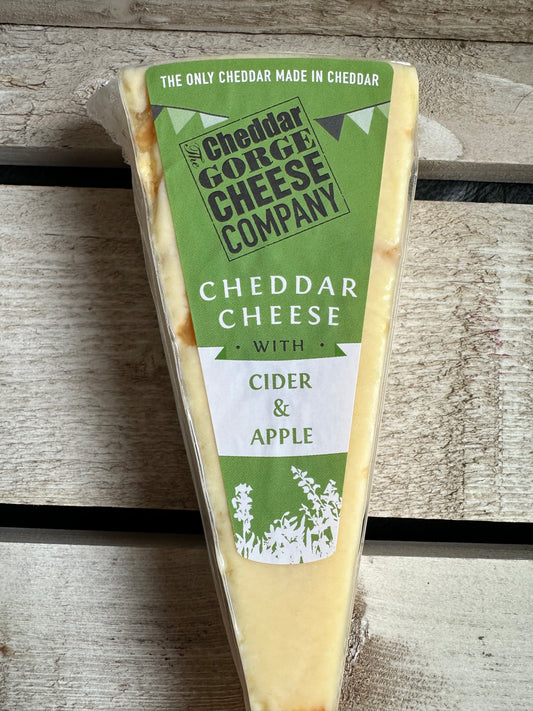 THE ONLY CHEDDAR MADE IN CHEDDAR
The Cheddar
GORGE
CHEESE
COMPANY
CHEDDAR
CHEESE
· WITH ·
CIDER
&
APPLE